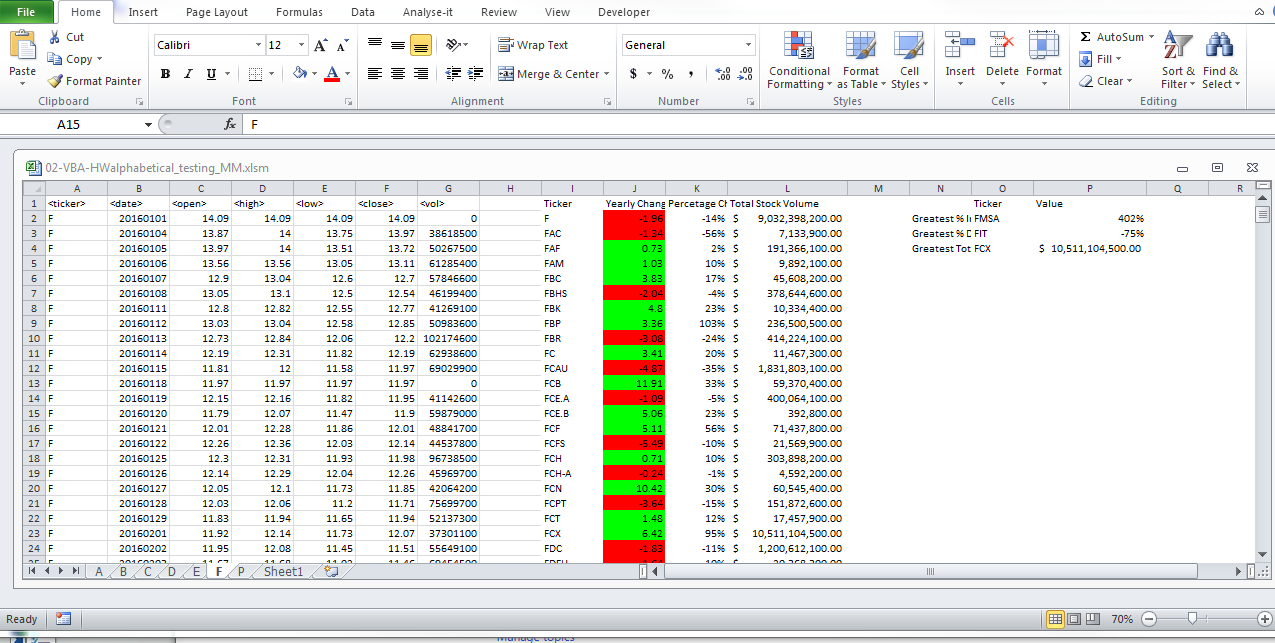 File Home Insert Page Layout Formulas Data Analyse-it Review View Developer
Cut
Copy
Format Painter
Paste
Clipboard
Calibri 12 A A
B I U A
Font
Wrap Text
Merge & Center
Alignment
General
$ % , .00 .00
Number
Conditional Formatting Format as Table Cell Styles
Styles
Insert Delete Format
Cells
Σ AutoSum
Fill
Clear
Sort & Filter Find & Select
Editing
A15 fx F
02-VBA-HWalphabetical_testing_MM.xlsm
A B C D E F G H I J K L M N O P Q R
1 <ticker> <date> <open> <high> <low> <close> <vol> Ticker Yearly Chang Percetage Ch Total Stock Volume Ticker Value
2 F 20160101 14.09 14.09 14.09 14.09 0 F -1.96 -14% $ 9,032,398,200.00 Greatest % I FMSA 402%
3 F 20160104 13.87 14 13.75 13.97 38618500 FAC -1.34 -56% $ 7,133,900.00 Greatest % D FIT -75%
4 F 20160105 13.97 14 13.51 13.72 50267500 FAF 0.73 2% $ 191,366,100.00 Greatest Tot FCX $ 10,511,104,500.00
5 F 20160106 13.56 13.56 13.05 13.11 61285400 FAM 1.03 10% $ 9,892,100.00
6 F 20160107 12.9 13.04 12.6 12.7 57846600 FBC 3.83 17% $ 45,608,200.00
7 F 20160108 13.05 13.1 12.5 12.54 46199400 FBHS -2.04 -4% $ 378,644,600.00
8 F 20160111 12.8 12.82 12.55 12.77 41269100 FBK 4.8 23% $ 10,334,400.00
9 F 20160112 13.03 13.04 12.58 12.85 50983600 FBP 3.36 103% $ 236,500,500.00
10 F 20160113 12.73 12.84 12.06 12.2 102174600 FBR -3.08 -24% $ 414,224,100.00
11 F 20160114 12.19 12.31 11.82 12.19 62938600 FC 3.41 20% $ 11,467,300.00
12 F 20160115 11.81 12 11.58 11.97 69029900 FCAU -4.87 -35% $ 1,831,803,100.00
13 F 20160118 11.97 11.97 11.97 11.97 0 FCB 11.91 33% $ 59,370,400.00
14 F 20160119 12.15 12.16 11.82 11.95 41142600 FCE.A -1.09 -5% $ 400,064,100.00
15 F 20160120 11.79 12.07 11.47 11.9 59879000 FCE.B 5.06 23% $ 392,800.00
16 F 20160121 12.01 12.28 11.86 12.01 48841700 FCF 5.11 56% $ 71,437,800.00
17 F 20160122 12.26 12.36 12.03 12.14 44537800 FCFS -5.49 -10% $ 21,569,900.00
18 F 20160125 12.3 12.31 11.93 11.98 96738500 FCH 0.71 10% $ 303,898,200.00
19 F 20160126 12.14 12.29 12.04 12.26 45969700 FCH-A -0.24 -1% $ 4,592,200.00
20 F 20160127 12.05 12.1 11.73 11.85 42064200 FCN 10.42 30% $ 60,545,400.00
21 F 20160128 12.03 12.06 11.2 11.71 75699700 FCPT -3.64 -15% $ 151,872,600.00
22 F 20160129 11.83 11.94 11.65 11.94 52137300 FCT 1.48 12% $ 17,457,900.00
23 F 20160201 11.92 12.14 11.73 12.07 37301100 FCX 6.42 95% $ 10,511,104,500.00
24 F 20160202 11.95 12.08 11.45 11.51 55649100 FDC -1.83 -11% $ 1,200,612,100.00
A B C D E F P Sheet1
Ready 70%
Manage topics